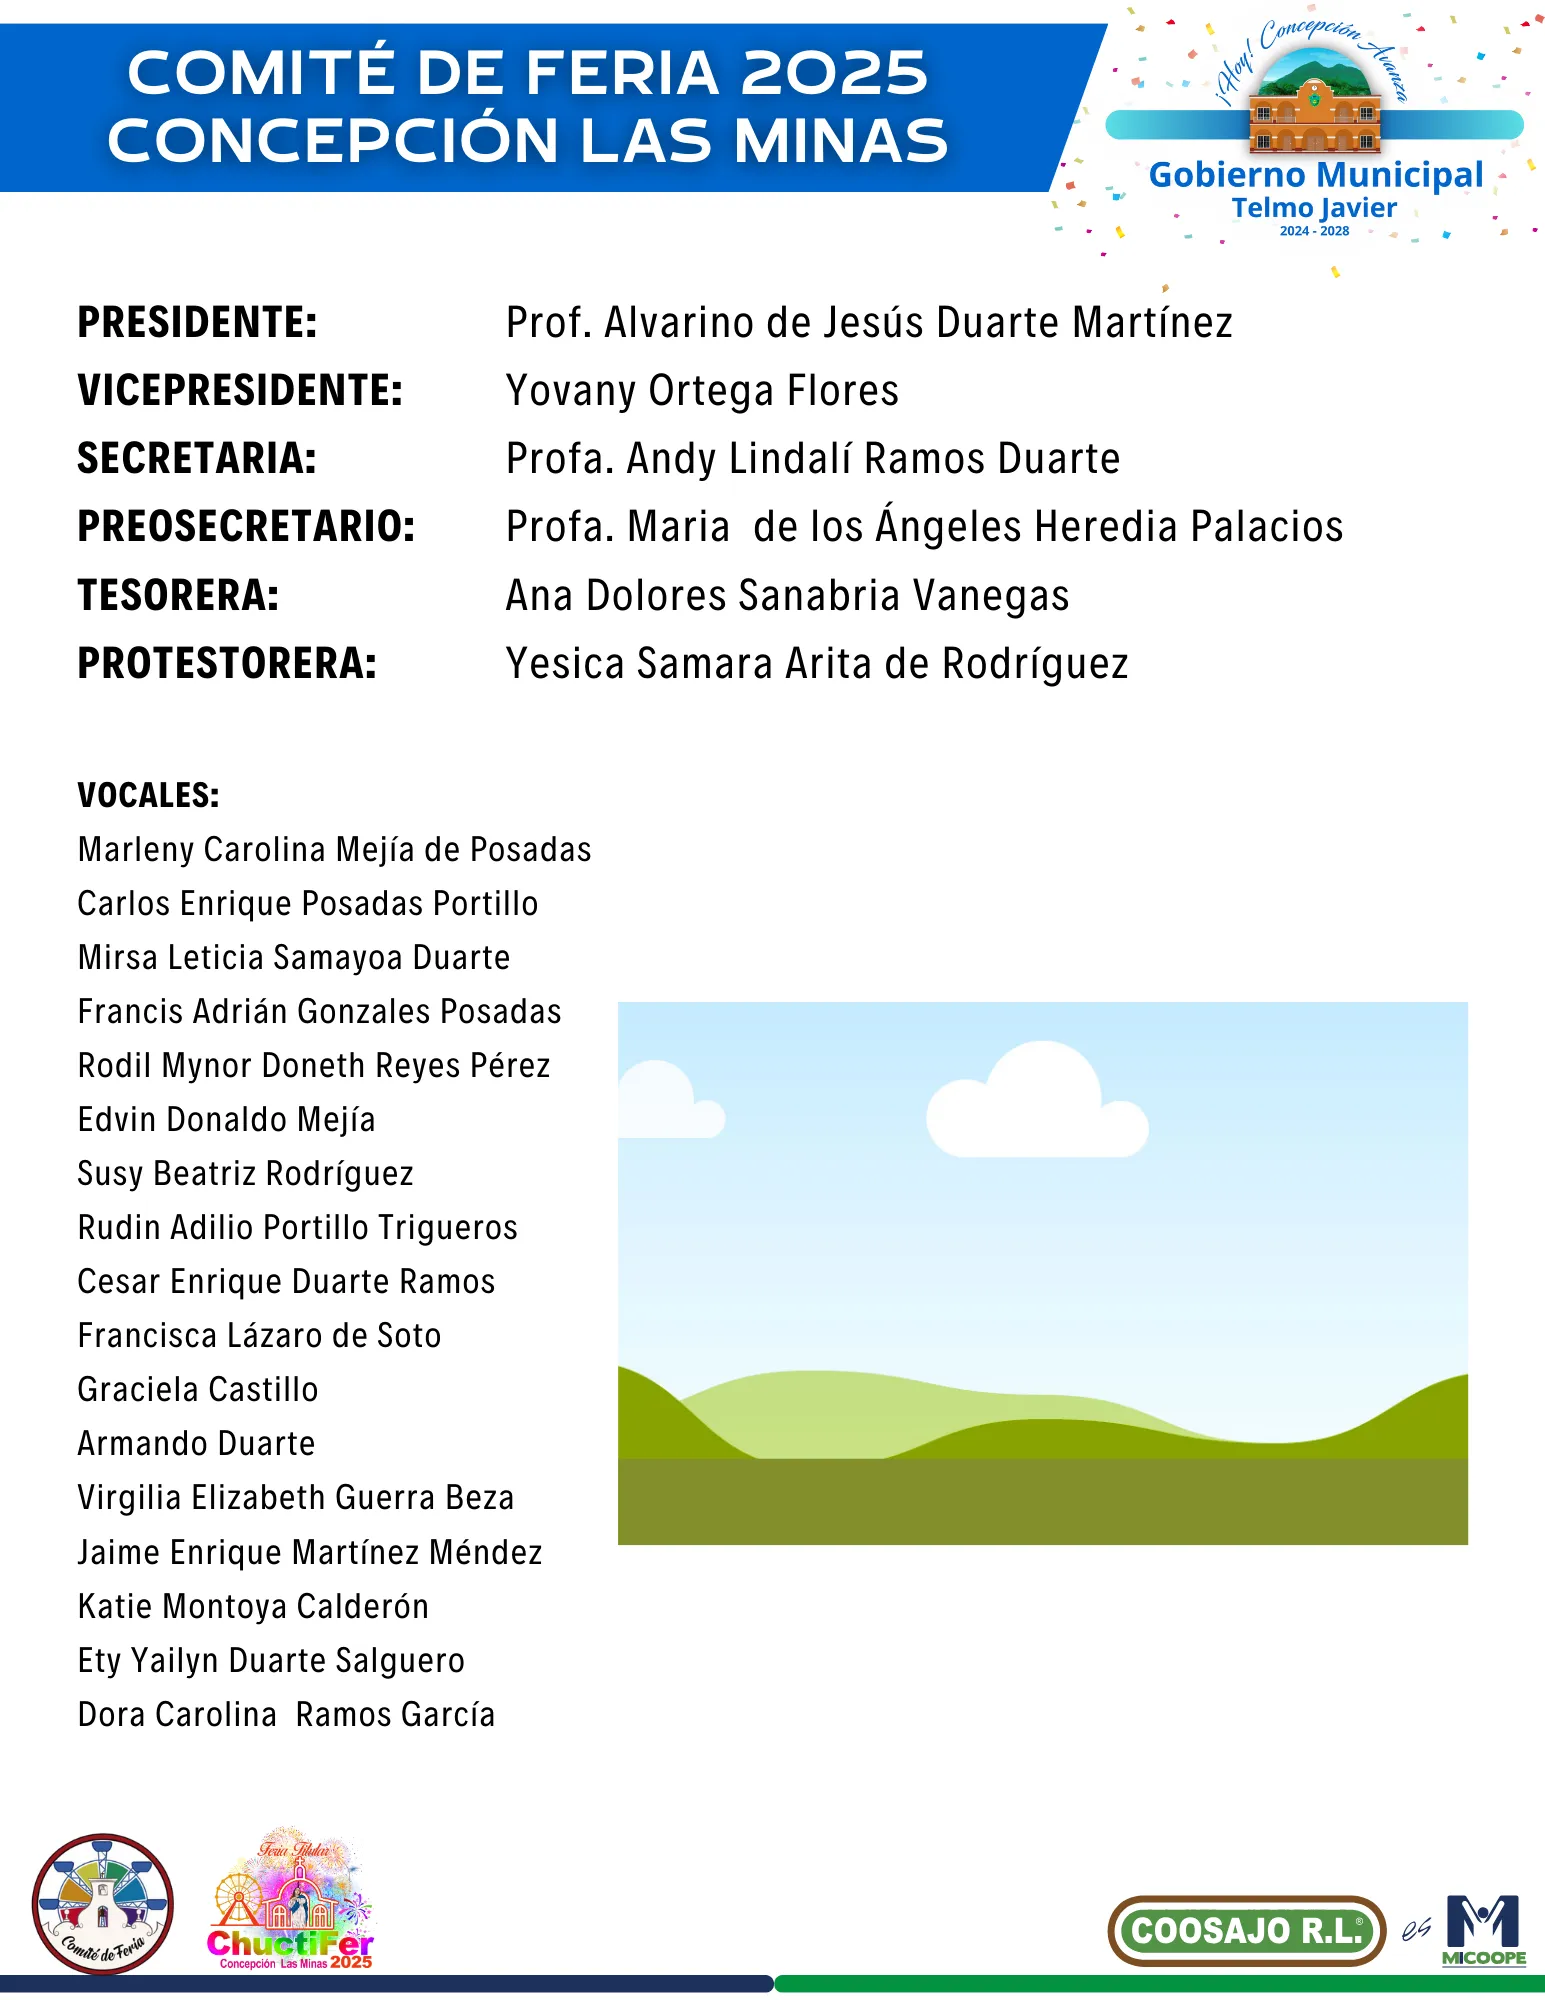 COMITÉ DE FERIA 2025
CONCEPCIÓN LAS MINAS
¡Hoy! Concepción Avanza
Gobierno Municipal
Telmo Javier
2024 - 2028
PRESIDENTE: Prof. Alvarino de Jesús Duarte Martínez
VICEPRESIDENTE: Yovany Ortega Flores
SECRETARIA: Profa. Andy Lindalí Ramos Duarte
PREOSECRETARIO: Profa. Maria  de los Ángeles Heredia Palacios
TESORERA: Ana Dolores Sanabria Vanegas
PROTESTORERA: Yesica Samara Arita de Rodríguez
VOCALES:
Marleny Carolina Mejía de Posadas
Carlos Enrique Posadas Portillo
Mirsa Leticia Samayoa Duarte
Francis Adrián Gonzales Posadas
Rodil Mynor Doneth Reyes Pérez
Edvin Donaldo Mejía
Susy Beatriz Rodríguez
Rudin Adilio Portillo Trigueros
Cesar Enrique Duarte Ramos
Francisca Lázaro de Soto
Graciela Castillo
Armando Duarte
Virgilia Elizabeth Guerra Beza
Jaime Enrique Martínez Méndez
Katie Montoya Calderón
Ety Yailyn Duarte Salguero
Dora Carolina  Ramos García
Comité de Feria
Feria Titular
ChuctiFer
Concepción Las Minas 2025
COOSAJO R.L.®
es
MICOOPE